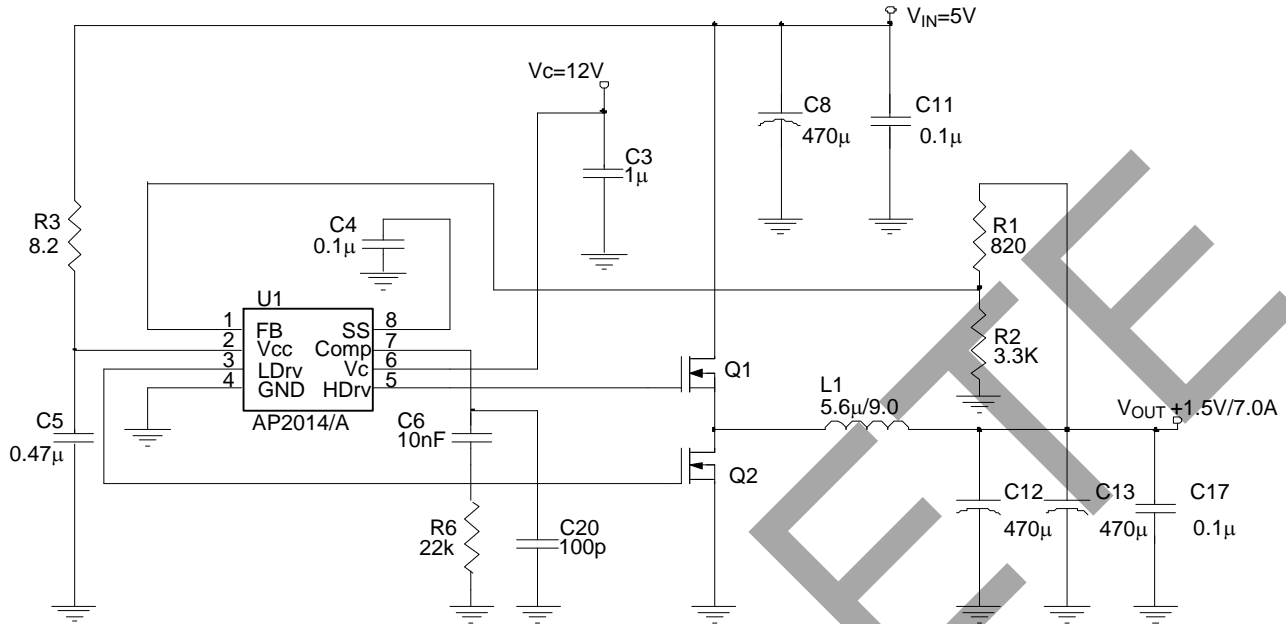 VIN=5V
Vc=12V
C8
470μ
C11
0.1μ
C3
1μ
R3
8.2
C4
0.1μ
R1
820
U1
1 FB SS 8
2 Vcc Comp 7
3 LDrv Vc 6
4 GND HDrv 5
AP2014/A
R2
3.3K
Q1
L1
5.6μ/9.0
VOUT +1.5V/7.0A
C5
0.47μ
C6
10nF
Q2
C12
470μ
C13
470μ
C17
0.1μ
R6
22k
C20
100p
ETE